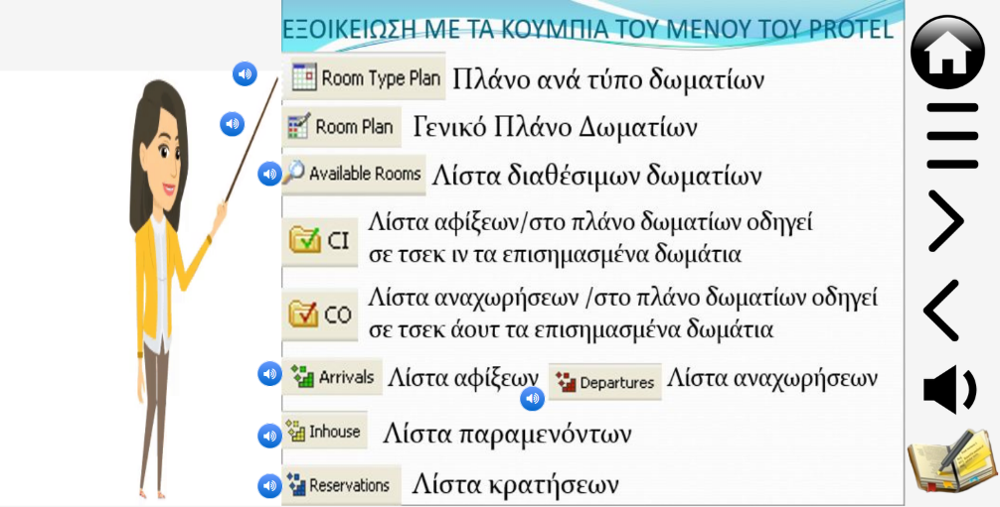 ΕΞΟΙΚΕΙΩΣΗ ΜΕ ΤΑ ΚΟΥΜΠΙΑ ΤΟΥ ΜΕΝΟΥ ΤΟΥ PROTEL
Room Type Plan Πλάνο ανά τύπο δωματίων
Room Plan Γενικό Πλάνο Δωματίων
Available Rooms Λίστα διαθέσιμων δωματίων
CI Λίστα αφίξεων/στο πλάνο δωματίων οδηγεί
σε τσεκ ιν τα επισημασμένα δωμάτια
CO Λίστα αναχωρήσεων /στο πλάνο δωματίων οδηγεί
σε τσεκ άουτ τα επισημασμένα δωμάτια
Arrivals Λίστα αφίξεων Departures Λίστα αναχωρήσεων
Inhouse Λίστα παραμενόντων
Reservations Λίστα κρατήσεων